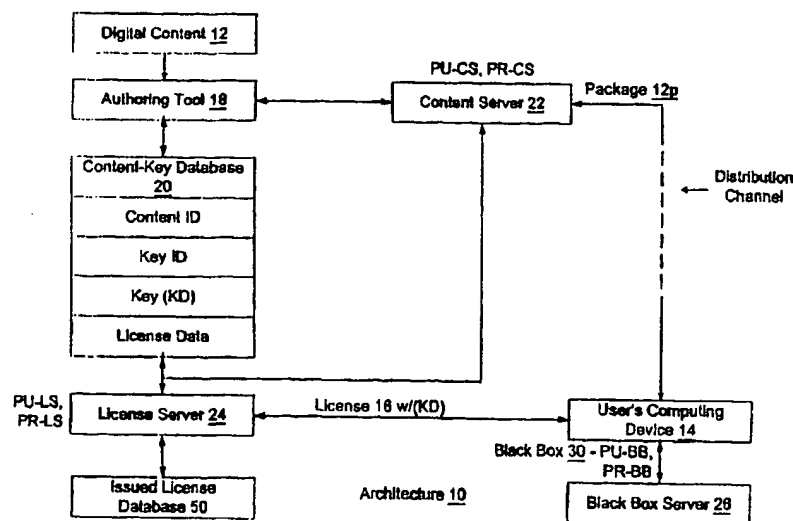 Digital Content 12
PU-CS, PR-CS
Authoring Tool 18
Content Server 22
Package 12p
Content-Key Database
20
Distribution
Channel
Content ID
Key ID
Key (KD)
License Data
PU-LS,
PR-LS
License Server 24
License 16 w/(KD)
User's Computing
Device 14
Black Box 30 - PU-BB,
PR-BB
Issued License
Database 50
Architecture 10
Black Box Server 26